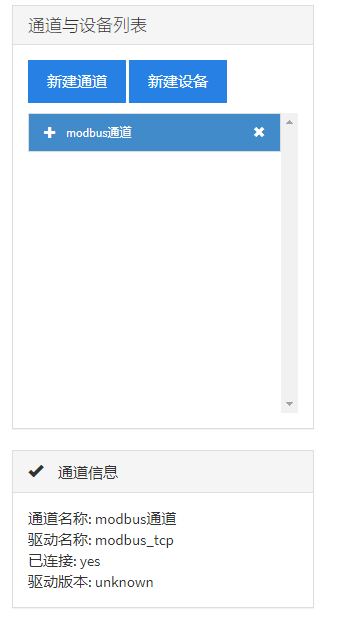 通道与设备列表
新建通道 新建设备
modbus通道
通道信息
通道名称: modbus通道
驱动名称: modbus_tcp
已连接: yes
驱动版本: unknown